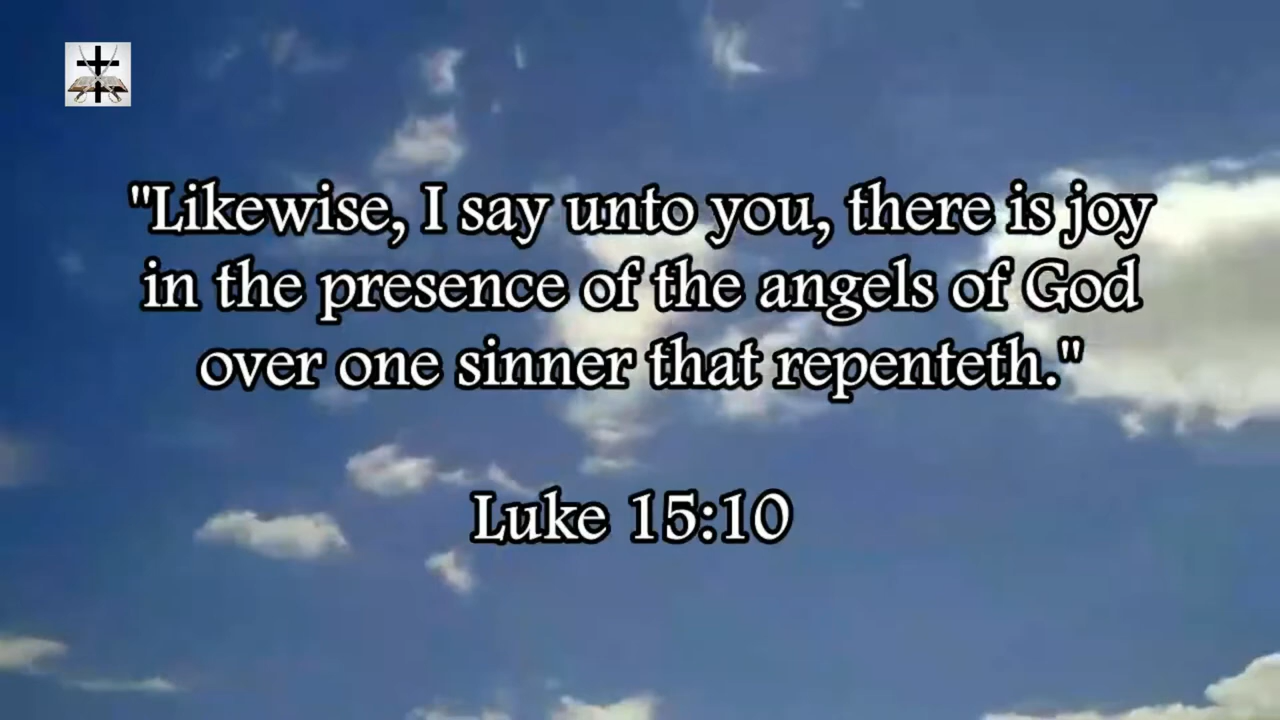 "Likewise, I say unto you, there is joy
in the presence of the angels of God
over one sinner that repenteth."
Luke 15:10